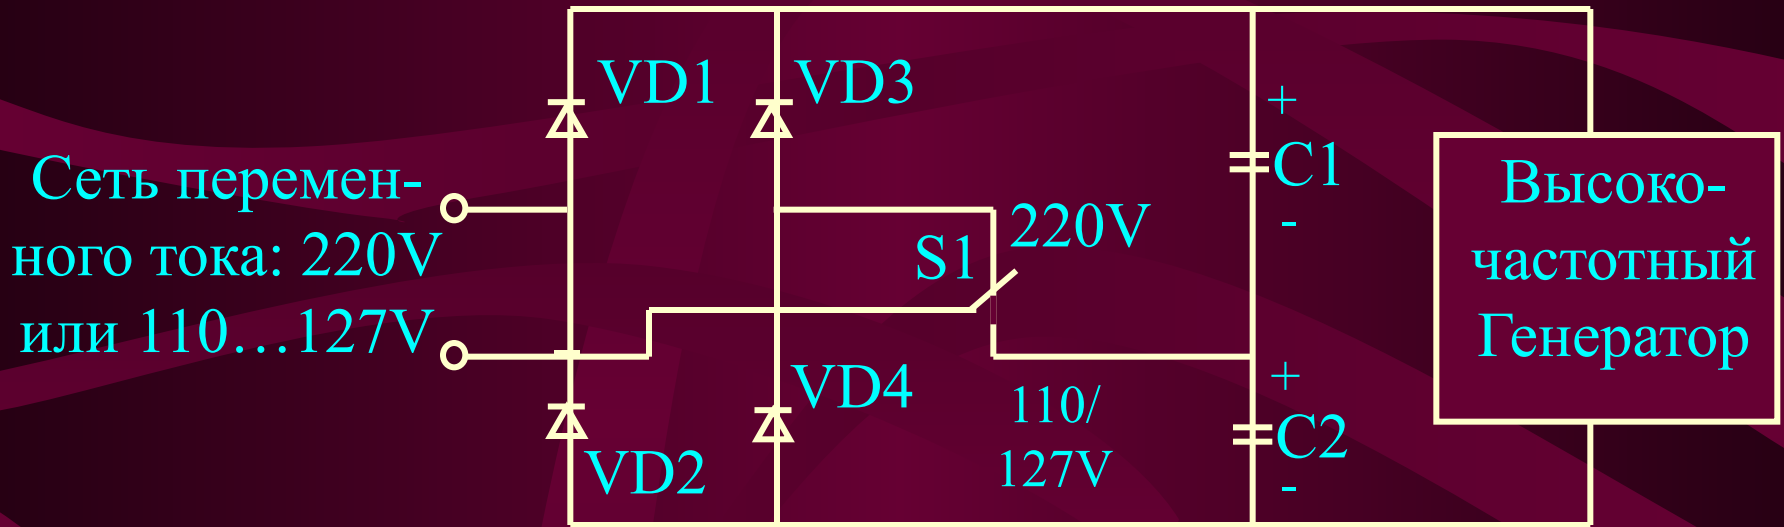 Сеть перемен-
ного тока: 220V
или 110...127V
VD1
VD3
VD2
VD4
S1
220V
110/
127V
+
C1
-
+
C2
-
Высоко-
частотный
Генератор